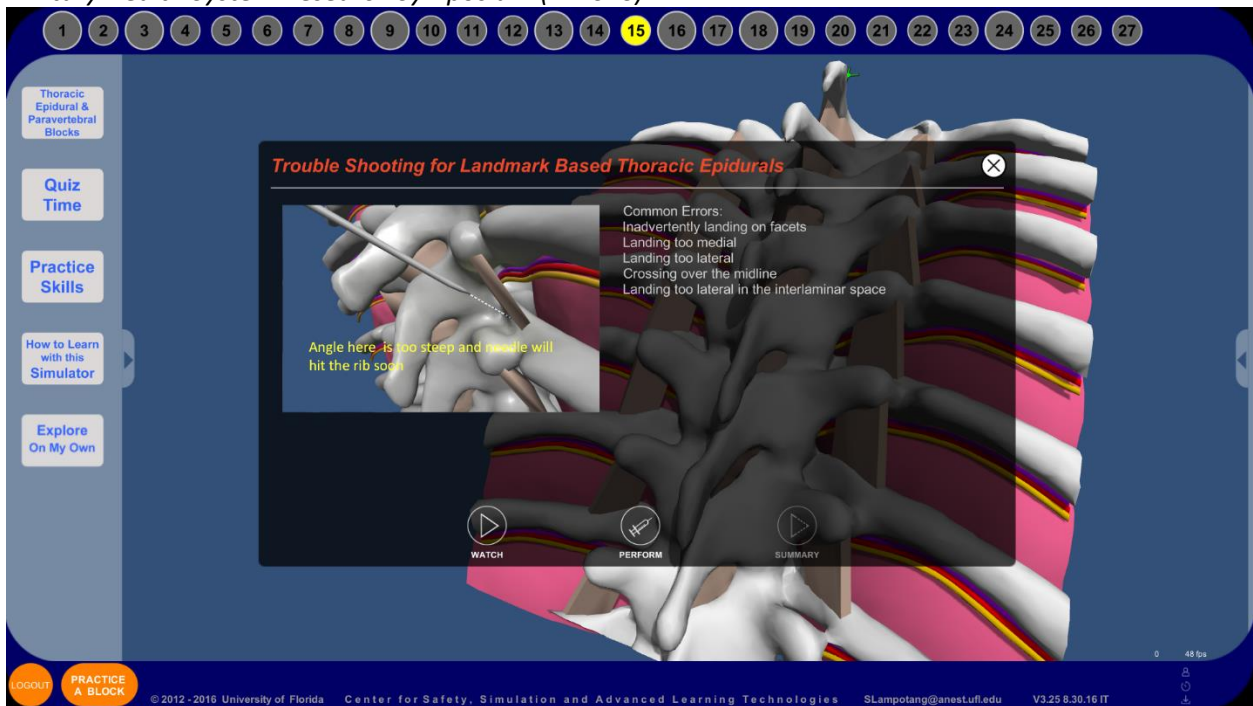 1 2 3 4 5 6 7 8 9 10 11 12 13 14 15 16 17 18 19 20 21 22 23 24 25 26 27
Thoracic
Epidural &
Paravertebral
Blocks
Quiz
Time
Practice
Skills
How to Learn
with this
Simulator
Explore
On My Own
Trouble Shooting for Landmark Based Thoracic Epidurals
Angle here is too steep and needle will
hit the rib soon
Common Errors:
Inadvertently landing on facets
Landing too medial
Landing too lateral
Crossing over the midline
Landing too lateral in the interlaminar space
WATCH
PERFORM
SUMMARY
0 48 fps
LOGOUT
PRACTICE
A BLOCK
© 2012 - 2016 University of Florida Center for Safety, Simulation and Advanced Learning Technologies SLampotang@anest.ufl.edu V3.25 8.30.16 IT